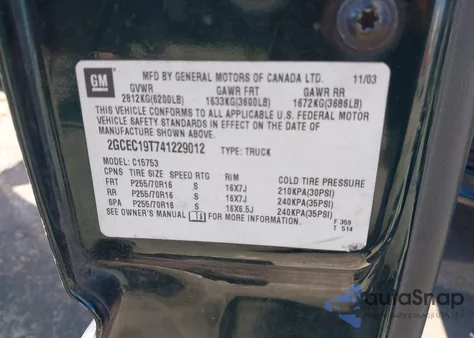 GM
MFD BY GENERAL MOTORS OF CANADA LTD. 11/03
GVWR GAWR FRT GAWR RR
2812KG(6200LB) 1633KG(3600LB) 1672KG(3686LB)
THIS VEHICLE CONFORMS TO ALL APPLICABLE U.S. FEDERAL MOTOR
VEHICLE SAFETY STANDARDS IN EFFECT ON THE DATE OF
MANUFACTURE SHOWN ABOVE.
2GCEC19T741229012 TYPE: TRUCK
MODEL: C15753
CPNS TIRE SIZE SPEED RTG RIM COLD TIRE PRESSURE
FRT P255/70R16 S 16X7J 210KPA(30PSI)
RR P255/70R16 S 16X7J 240KPA(35PSI)
SPA P255/70R16 S 16X6.5J 240KPA(35PSI)
SEE OWNER'S MANUAL FOR MORE INFORMATION.
F 359
T 514
autoSnap